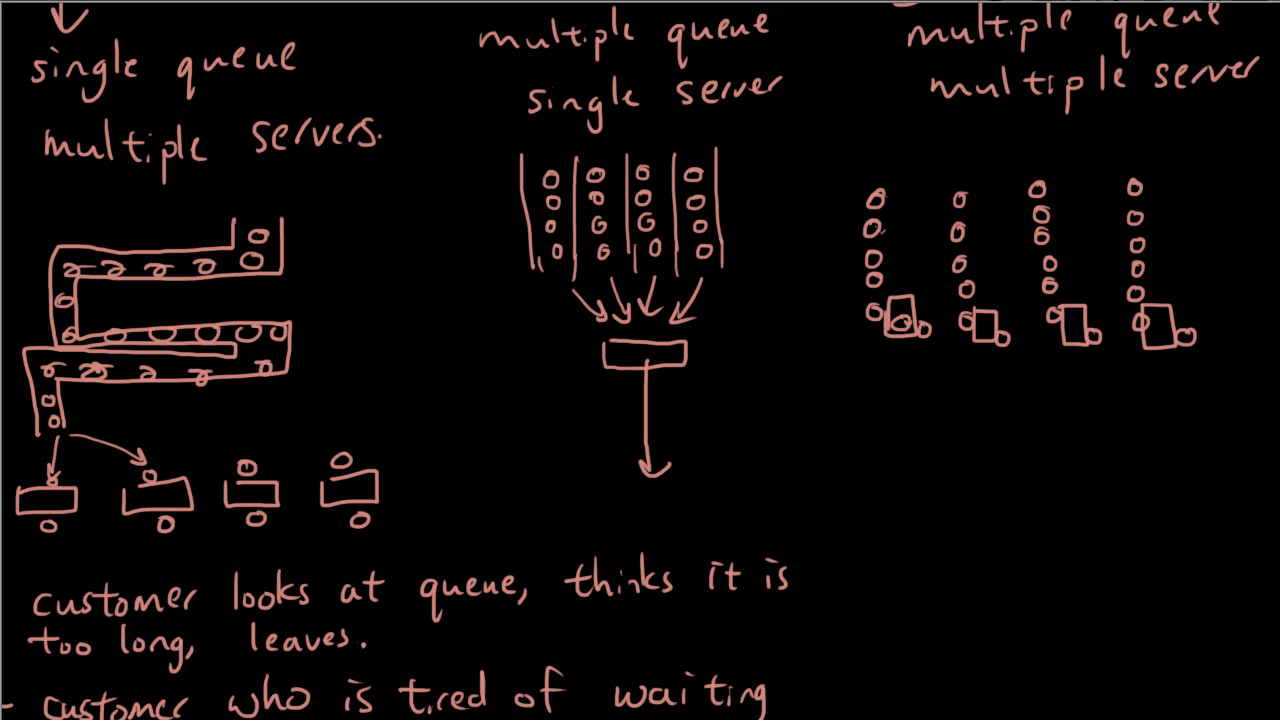 single queue
multiple servers.
multiple queue
single server
multiple queue
multiple server
customer looks at queue, thinks it is
too long, leaves.
- customer who is tired of waiting